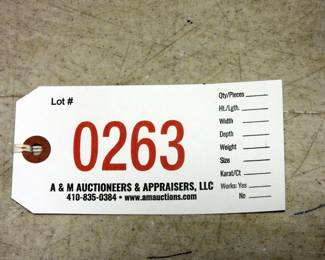 Lot #
0263
A & M AUCTIONEERS & APPRAISERS, LLC
410-835-0384 • www.amauctions.com
Qty/Pieces
Ht./Lgth.
Width
Depth
Weight
Size
Karat/Ct
Works: Yes
No